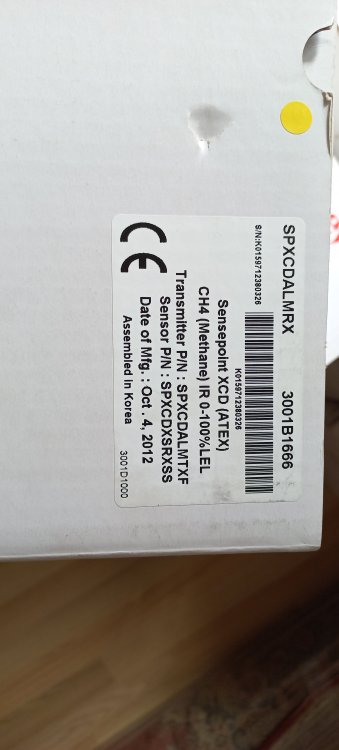 SPXCDALMRX 3001B1666
S/N:K0159712380326
K0159712380326
Sensepoint XCD (ATEX)
CH4 (Methane) IR 0-100%LEL
Transmitter P/N : SPXCDALMTXF
Sensor P/N : SPXCDXSRXSS
Date of Mfg. : Oct. 4, 2012
Assembled in Korea
3001D1000
CE